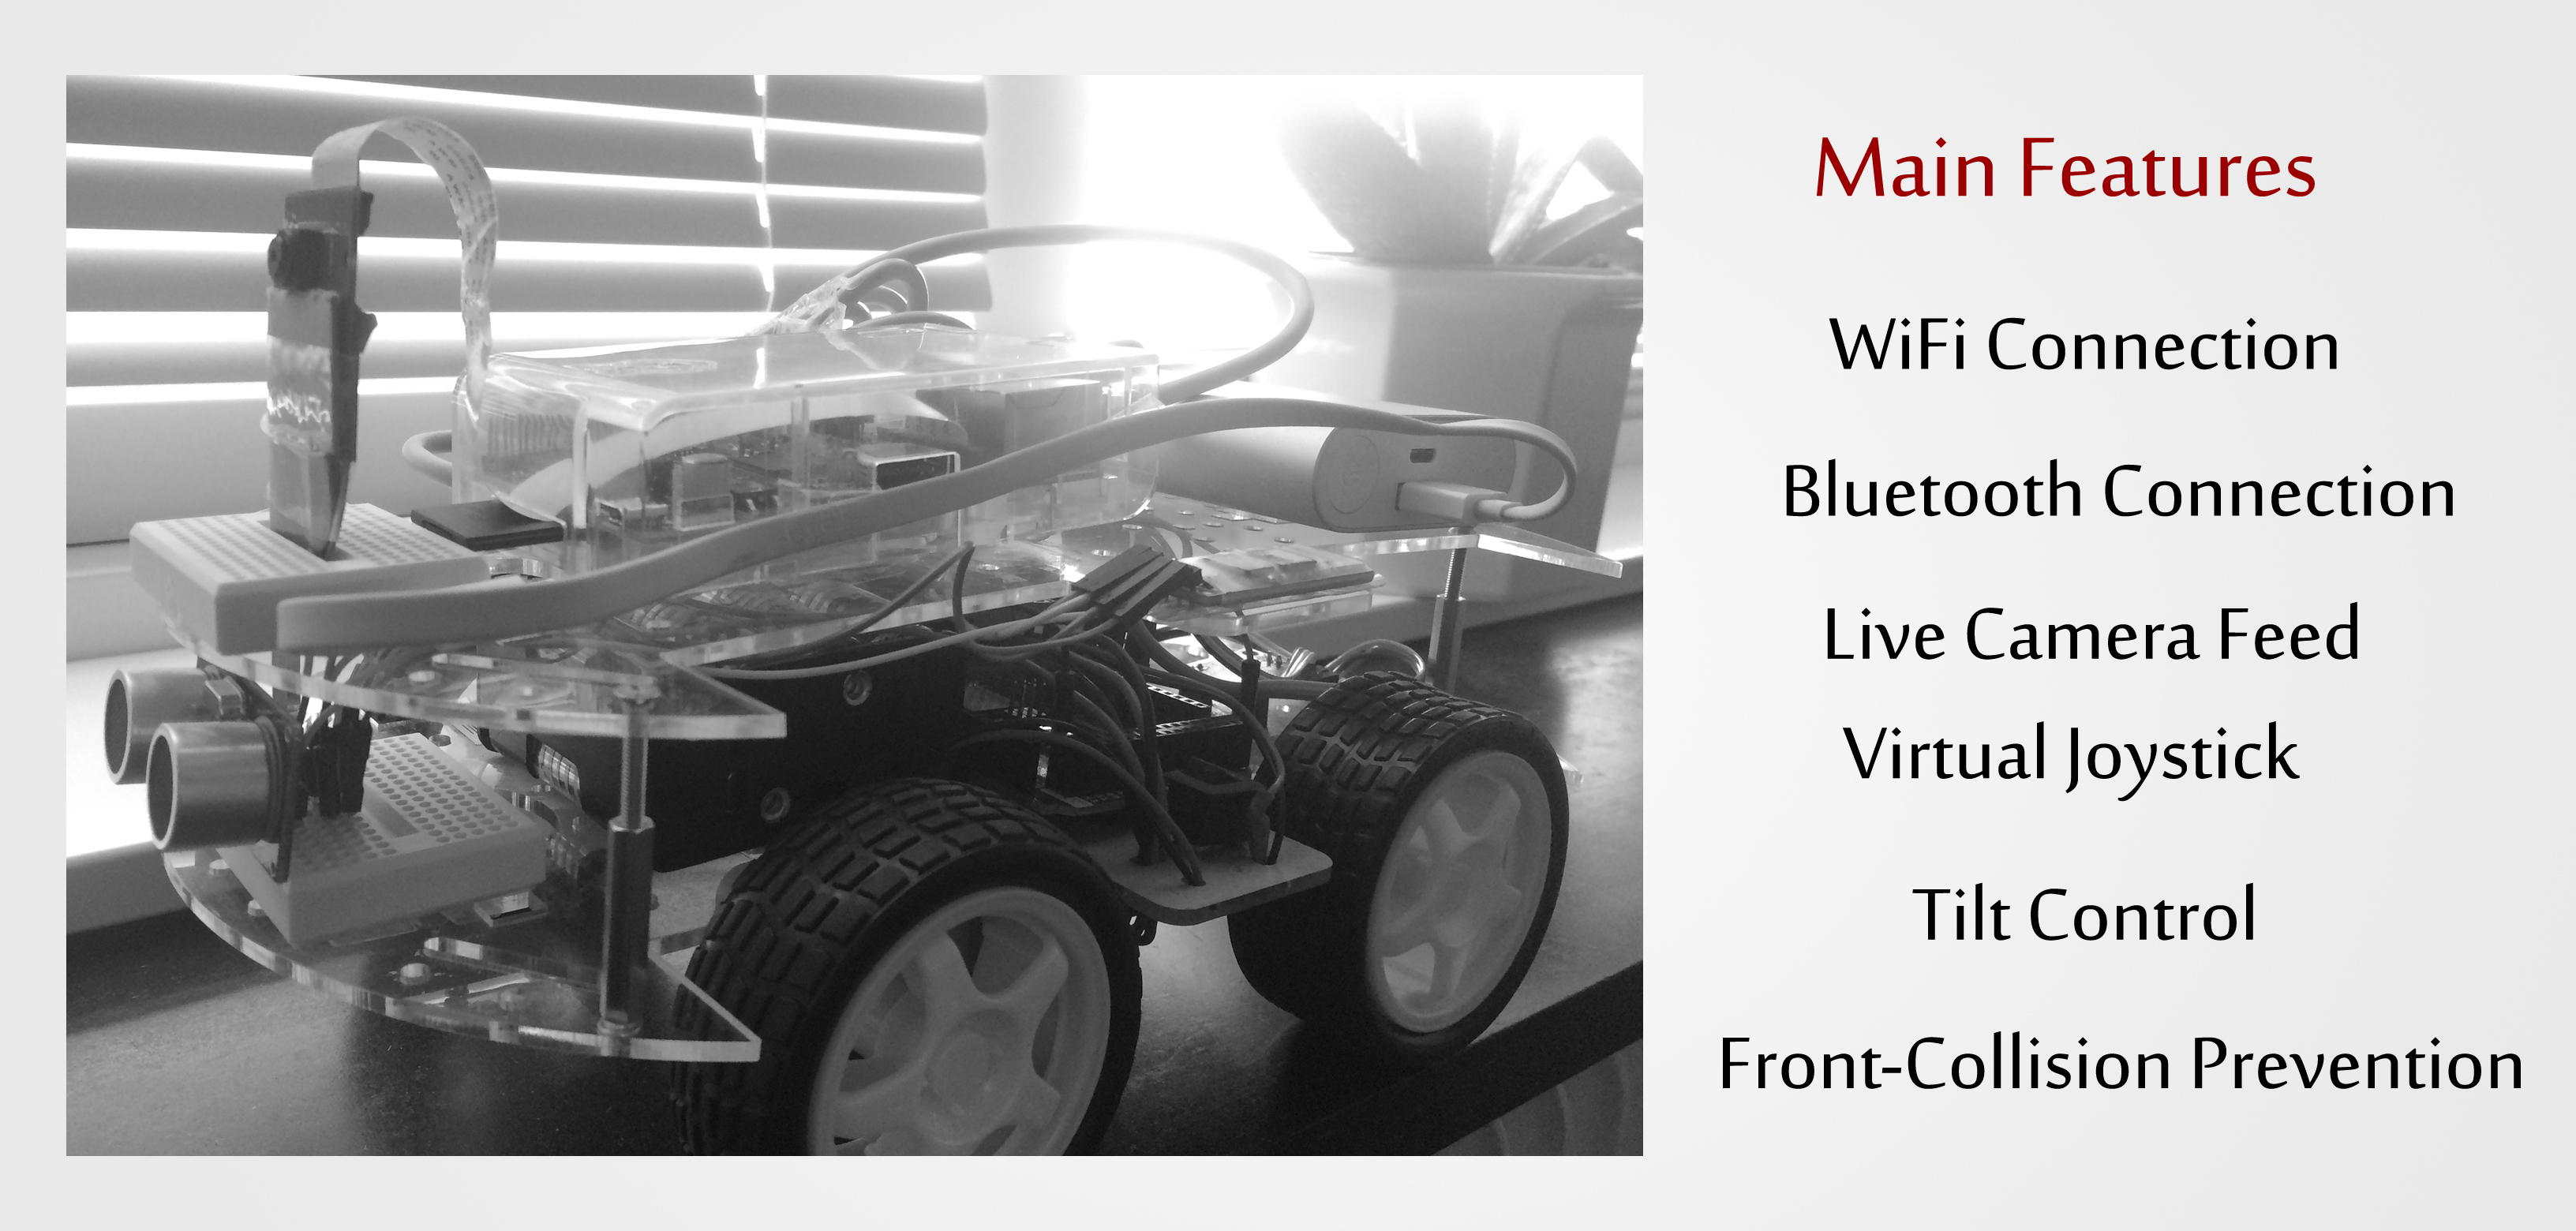 Main Features
WiFi Connection
Bluetooth Connection
Live Camera Feed
Virtual Joystick
Tilt Control
Front-Collision Prevention